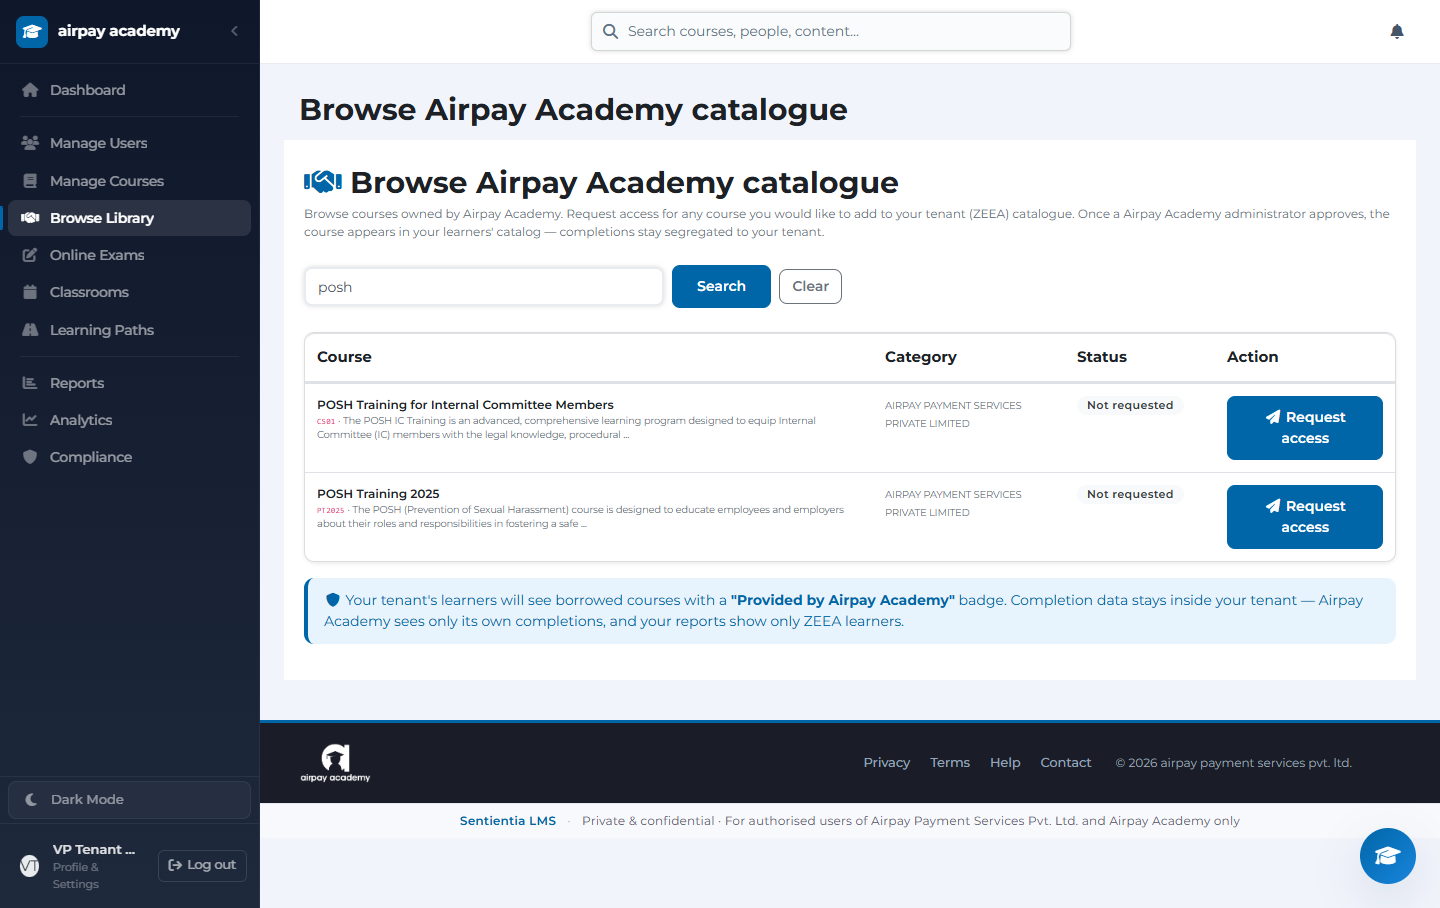 airpay academy
Search courses, people, content...
Dashboard
Manage Users
Manage Courses
Browse Library
Online Exams
Classrooms
Learning Paths
Reports
Analytics
Compliance
Dark Mode
VT
VP Tenant ...
Profile &
Settings
Log out
Browse Airpay Academy catalogue
Browse Airpay Academy catalogue
Browse courses owned by Airpay Academy. Request access for any course you would like to add to your tenant (ZEEA) catalogue. Once a Airpay Academy administrator approves, the
course appears in your learners' catalog — completions stay segregated to your tenant.
posh
Search
Clear
Course Category Status Action
POSH Training for Internal Committee Members
CS01 · The POSH IC Training is an advanced, comprehensive learning program designed to equip Internal
Committee (IC) members with the legal knowledge, procedural ...
AIRPAY PAYMENT SERVICES
PRIVATE LIMITED
Not requested
Request
access
POSH Training 2025
PT2025 · The POSH (Prevention of Sexual Harassment) course is designed to educate employees and employers
about their roles and responsibilities in fostering a safe ...
AIRPAY PAYMENT SERVICES
PRIVATE LIMITED
Not requested
Request
access
Your tenant's learners will see borrowed courses with a "Provided by Airpay Academy" badge. Completion data stays inside your tenant — Airpay
Academy sees only its own completions, and your reports show only ZEEA learners.
airpay academy
Privacy Terms Help Contact © 2026 airpay payment services pvt. ltd.
Sentientia LMS · Private & confidential · For authorised users of Airpay Payment Services Pvt. Ltd. and Airpay Academy only